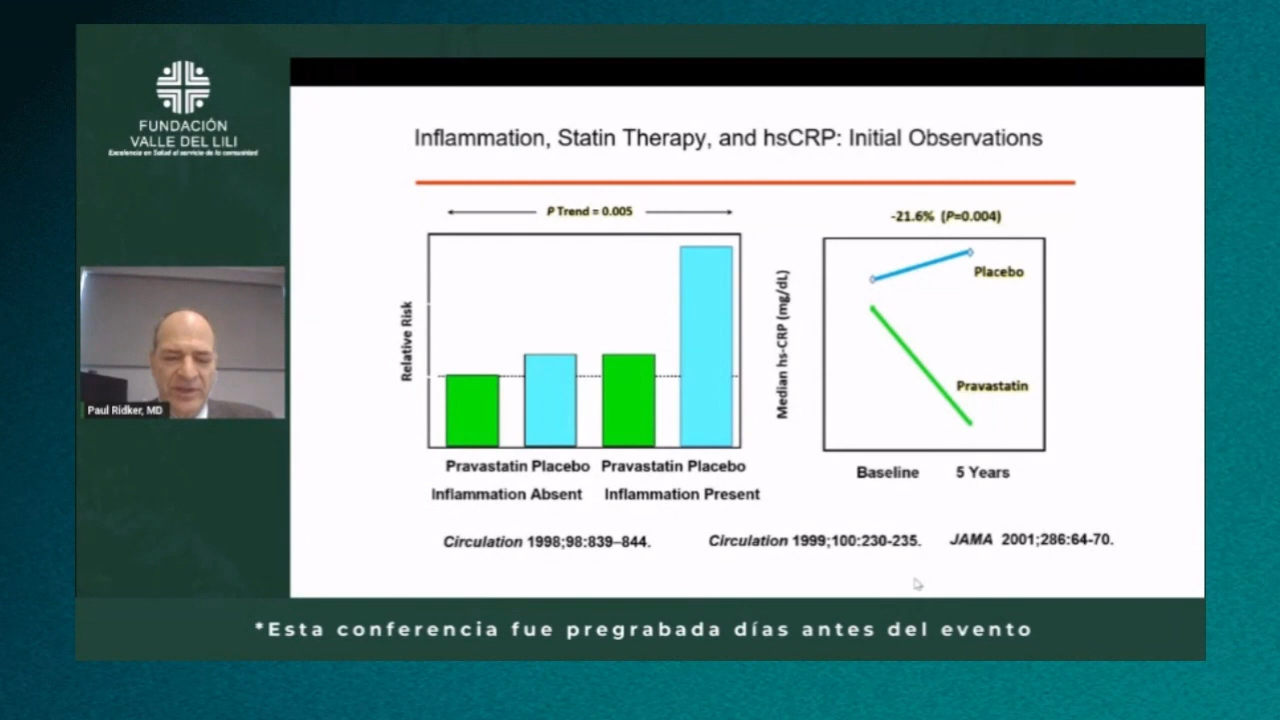 FUNDACIÓN
VALLE DEL LILI
Excelencia en Salud al servicio de la comunidad
Paul Ridker, MD
Inflammation, Statin Therapy, and hsCRP: Initial Observations
P Trend = 0.005
Relative Risk
Pravastatin Placebo Pravastatin Placebo
Inflammation Absent Inflammation Present
-21.6% (P=0.004)
Median hs-CRP (mg/dL)
Placebo
Pravastatin
Baseline 5 Years
Circulation 1998;98:839–844. Circulation 1999;100:230-235. JAMA 2001;286:64-70.
*Esta conferencia fue pregrabada días antes del evento